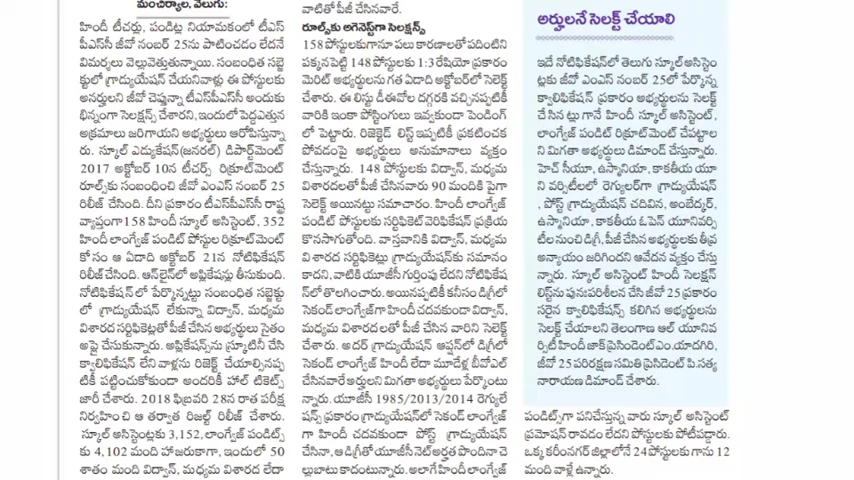 మంచిర్యాల, వెలుగు:
హిందీ టీచర్లు, పండిట్ల నియామకంలో టీఎస్
పీఎస్‌సీ జీవో నంబర్ 25ను పాటించడం లేదనే
విమర్శలు వెల్లువెత్తుతున్నాయి. సంబంధిత సబ్జె
క్టులో గ్రాడ్యుయేషన్ చేయనివాళ్లు ఈ పోస్టులకు
అనర్హులని జీవో చెప్తున్నా టీఎస్‌పీఎస్‌సీ అందుకు
భిన్నంగా సెలక్షన్స్ చేశారని, ఇందులో పెద్దఎత్తున
అక్రమాలు జరిగాయని అభ్యర్థులు ఆరోపిస్తున్నా
రు. స్కూల్ ఎడ్యుకేషన్ (జనరల్) డిపార్ట్‌మెంట్
2017 అక్టోబర్ 10న టీచర్స్ రిక్రూట్‌మెంట్
రూల్స్‌కు సంబంధించి జీవో ఎంఎస్ నంబర్ 25
రిలీజ్ చేసింది. దీని ప్రకారం టీఎస్‌పీఎస్‌సీ రాష్ట్ర
వ్యాప్తంగా 158 హిందీ స్కూల్ అసిస్టెంట్, 352
హిందీ లాంగ్వేజ్ పండిట్ పోస్టుల రిక్రూట్‌మెంట్
కోసం ఆ ఏడాది అక్టోబర్ 21న నోటిఫికేషన్
రిలీజ్ చేసింది. ఆన్‌లైన్‌లో అప్లికేషన్లు తీసుకుంది.
నోటిఫికేషన్‌లో పేర్కొన్నట్టు సంబంధిత సబ్జెక్టు
లో గ్రాడ్యుయేషన్ లేకున్నా విద్వాన్, మధ్యమ
విశారద సర్టిఫికెట్లతో పీజీ చేసిన అభ్యర్థులు సైతం
అప్లై చేసుకున్నారు. అప్లికేషన్స్‌ను స్క్రూటినీ చేసి
క్వాలిఫికేషన్ లేని వాళ్లను రిజెక్ట్ చేయాల్సినప్ప
టికీ పట్టించుకోకుండా అందరికీ హాల్ టికెట్స్
జారీ చేశారు. 2018 ఫిబ్రవరి 28న రాత పరీక్ష
నిర్వహించి ఆ తర్వాత రిజల్ట్ రిలీజ్ చేశారు.
స్కూల్ అసిస్టెంట్లకు 3,152, లాంగ్వేజ్ పండిట్స్
కు 4,102 మంది హాజరుకాగా, ఇందులో 50
శాతం మంది విద్వాన్, మధ్యమ విశారద లేదా
వాటితో పీజీ చేసినవారే.
రూల్స్‌కు అగెనెస్ట్‌గా సెలక్షన్స్
158 పోస్టులకుగానూ పలు కారణాలతో పదింటిని
పక్కనపెట్టి 148 పోస్టులకు 1:3 రేషియో ప్రకారం
మెరిట్ అభ్యర్థులను గత ఏడాది అక్టోబర్‌లో సెలెక్ట్
చేశారు. ఈ లిస్టు డీఈవోల దగ్గరకి వచ్చినప్పటికీ
వారికి ఇంకా పోస్టింగులు ఇవ్వకుండా పెండింగ్
లో పెట్టారు. రిజెక్టెడ్ లిస్ట్ ఇప్పటికీ ప్రకటించక
పోవడంపై అభ్యర్థులు అనుమానాలు వ్యక్తం
చేస్తున్నారు. 148 పోస్టులకు విద్వాన్, మధ్యమ
విశారదలతో పీజీ చేసినవారు 90 మందికి పైగా
సెలెక్ట్ అయినట్టు సమాచారం. హిందీ లాంగ్వేజ్
పండిట్ పోస్టులకు సర్టిఫికెట్ వెరిఫికేషన్ ప్రక్రియ
కొనసాగుతోంది. వాస్తవానికి విద్వాన్, మధ్యమ
విశారద సర్టిఫికెట్లు గ్రాడ్యుయేషన్‌కు సమానం
కాదని, వాటికి యూజీసీ గుర్తింపు లేదని నోటిఫికేష
న్‌లో తొలగించారు. అయినప్పటికీ కనీసం డిగ్రీలో
సెకండ్ లాంగ్వేజ్‌గా హిందీ చదవకుండా విద్వాన్,
మధ్యమ విశారద లతో పీజీ చేసిన వారిని సెలెక్ట్
చేశారు. అదర్ గ్రాడ్యుయేషన్ ఆప్షన్‌లో డిగ్రీలో
సెకండ్ లాంగ్వేజ్ హిందీ లేదా మూడేళ్ల బీవోఎల్
చేసినవారే అర్హులని మిగతా అభ్యర్థులు పేర్కొంటు
న్నారు. యూజీసీ 1985/2013/2014 రెగ్యులే
షన్స్ ప్రకారం గ్రాడ్యుయేషన్‌లో సెకండ్ లాంగ్వేజ్
గా హిందీ చదవకుండా పోస్ట్ గ్రాడ్యుయేషన్
చేసినా, ఆ డిగ్రీతో యూజీసీ నెట్ అర్హత పొందినా చె
ల్లుబాటు కాదంటున్నారు. అలాగే హిందీ లాంగ్వేజ్
అర్హులనే సెలక్ట్ చేయాలి
ఇదే నోటిఫికేషన్‌లో తెలుగు స్కూల్ అసిస్టెం
ట్లకు జీవో ఎంఎస్ నంబర్ 25లో పేర్కొన్న
క్వాలిఫికేషన్ ప్రకారం అభ్యర్థులను సెలక్ట్
చేసిన ట్లు గానే హిందీ స్కూల్ అసిస్టెంట్,
లాంగ్వేజ్ పండిట్ రిక్రూట్‌మెంట్ చేపట్టాల
ని మిగతా అభ్యర్థులు డిమాండ్ చేస్తున్నారు.
హెచ్ సీయూ, ఉస్మానియా, కాకతీయ యూ
ని వర్సిటీలలో రెగ్యులర్‌గా గ్రాడ్యుయేషన్
, పోస్ట్ గ్రాడ్యుయేషన్ చదివిన, అంబేద్కర్,
ఉస్మానియా, కాకతీయ ఓపెన్ యూనివర్సి
టీల నుంచి డిగ్రీ, పీజీ చేసిన అభ్యర్థులకు తీవ్ర
అన్యాయం జరిగిందని ఆవేదన వ్యక్తం చేస్తు
న్నారు. స్కూల్ అసిస్టెంట్ హిందీ సెలక్షన్
లిస్ట్‌ను పునఃపరిశీలన చేసి జీవో 25 ప్రకారం
సరైన క్వాలిఫికేషన్స్ కలిగిన అభ్యర్థులను
సెలక్ట్ చేయాలని తెలంగాణ ఆల్ యూనివ
ర్సిటీ హిందీ జాక్ ప్రెసిండెంట్ ఎం.యాదగిరి,
జీవో 25 పరిరక్షణ సమితి ప్రెసిడెంట్ పి.సత్య
నారాయణ డిమాండ్ చేశారు.
పండిట్స్‌గా పనిచేస్తున్న వారు స్కూల్ అసిస్టెంట్
ప్రమోషన్ రావడం లేదని పోస్టులకు పోటీపడ్డారు.
ఒక్క కరీంనగర్ జిల్లాలోనే 24 పోస్టులకు గాను 12
మంది వాళ్లే ఉన్నారు.